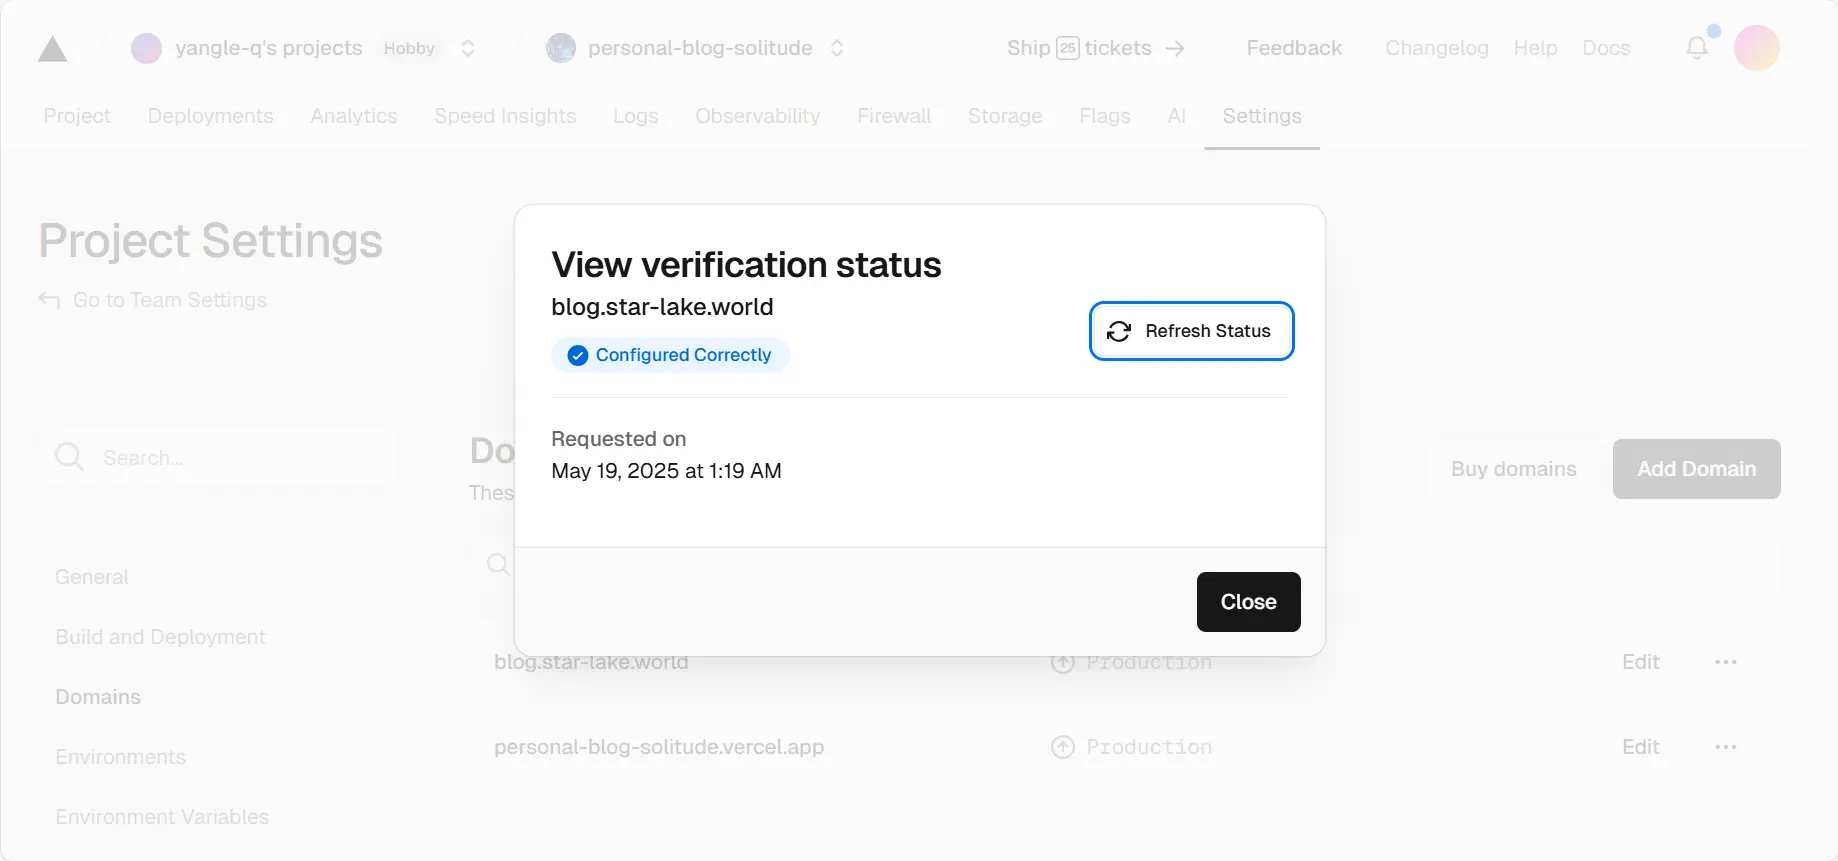 yangle-q's projects Hobby personal-blog-solitude Ship 25 tickets → Feedback Changelog Help Docs
Project Deployments Analytics Speed Insights Logs Observability Firewall Storage Flags AI Settings
Project Settings
Go to Team Settings
View verification status
blog.star-lake.world
Configured Correctly
Refresh Status
Requested on
May 19, 2025 at 1:19 AM
Close
Search...
General
Build and Deployment
Domains
Environments
Environment Variables
Do
Thes
Buy domains Add Domain
blog.star-lake.world Production Edit
personal-blog-solitude.vercel.app Production Edit